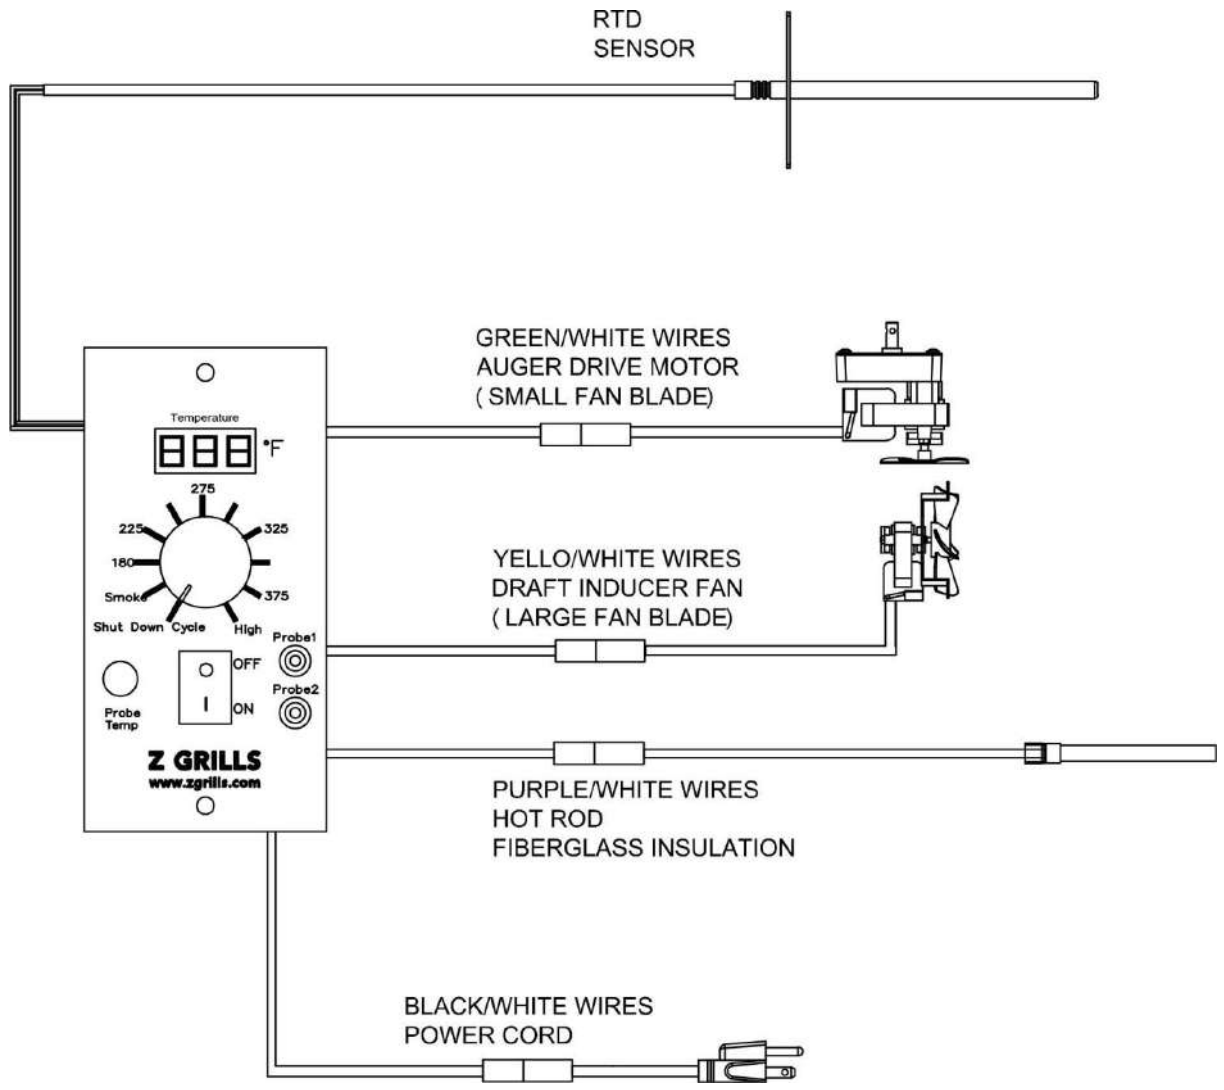 RTD
SENSOR
GREEN/WHITE WIRES
AUGER DRIVE MOTOR
( SMALL FAN BLADE)
Temperature
888 °F
275
225
325
180
Smoke
375
Shut Down Cycle
High
YELLO/WHITE WIRES
DRAFT INDUCER FAN
( LARGE FAN BLADE)
Probe1
OFF
Probe2
ON
Probe
Temp
Z GRILLS
www.zgrills.com
PURPLE/WHITE WIRES
HOT ROD
FIBERGLASS INSULATION
BLACK/WHITE WIRES
POWER CORD